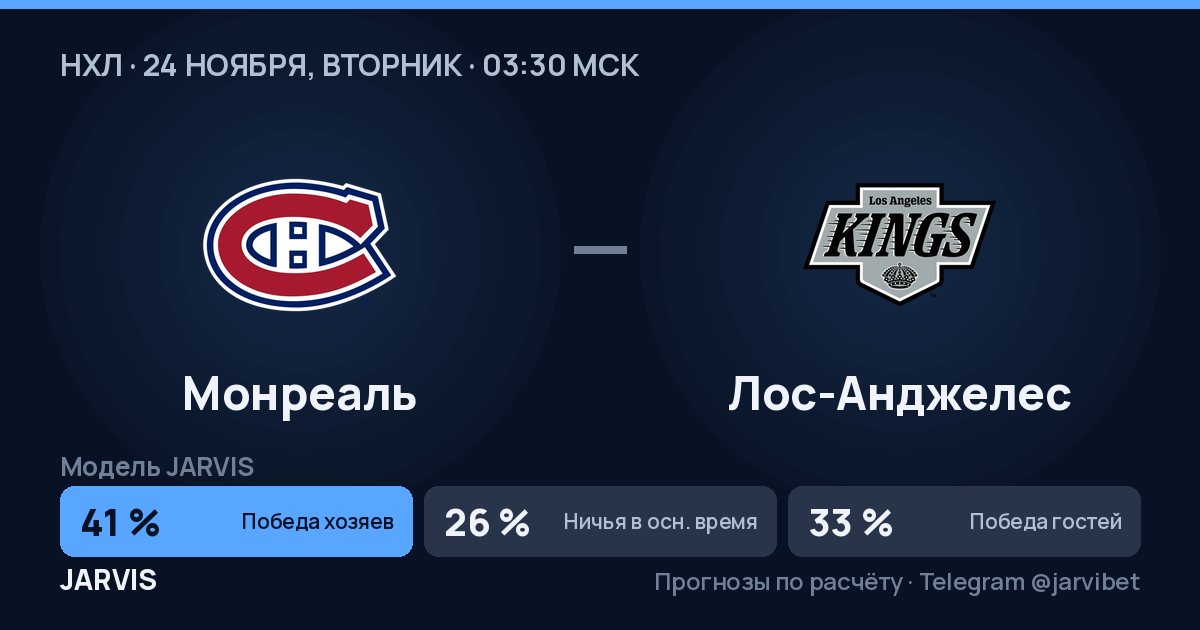 НХЛ · 24 НОЯБРЯ, ВТОРНИК · 03:30 МСК
Los Angeles
KINGS
Монреаль
Лос-Анджелес
Модель JARVIS
41 % Победа хозяев
26 % Ничья в осн. время
33 % Победа гостей
JARVIS
Прогнозы по расчёту · Telegram @jarvibet